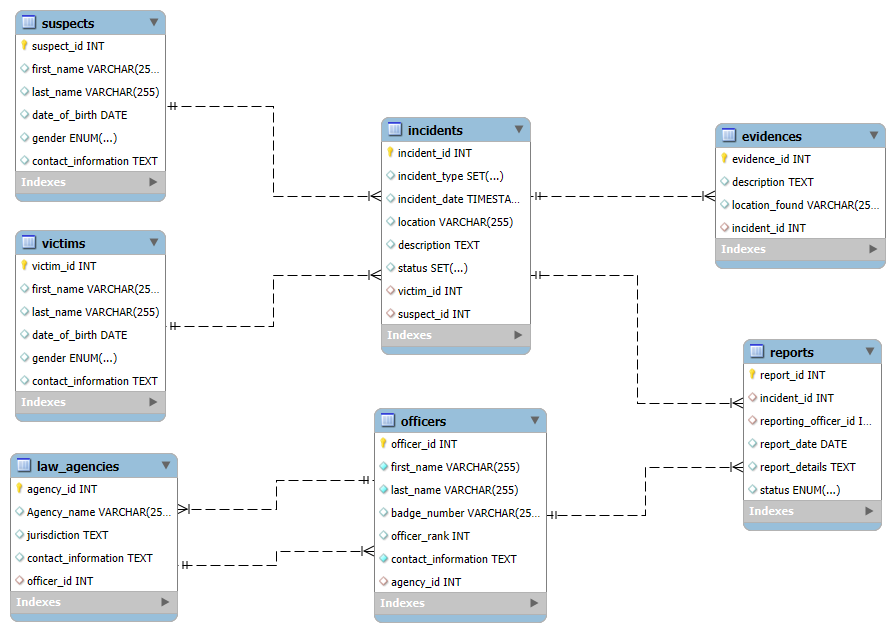 suspects
suspect_id INT
first_name VARCHAR(25...
last_name VARCHAR(255)
date_of_birth DATE
gender ENUM(...)
contact_information TEXT
Indexes
victims
victim_id INT
first_name VARCHAR(25...
last_name VARCHAR(255)
date_of_birth DATE
gender ENUM(...)
contact_information TEXT
Indexes
law_agencies
agency_id INT
Agency_name VARCHAR(25...
jurisdiction TEXT
contact_information TEXT
officer_id INT
Indexes
incidents
incident_id INT
incident_type SET(...)
incident_date TIMESTA...
location VARCHAR(255)
description TEXT
status SET(...)
victim_id INT
suspect_id INT
Indexes
officers
officer_id INT
first_name VARCHAR(255)
last_name VARCHAR(255)
badge_number VARCHAR(25...
officer_rank INT
contact_information TEXT
agency_id INT
Indexes
evidences
evidence_id INT
description TEXT
location_found VARCHAR(25...
incident_id INT
Indexes
reports
report_id INT
incident_id INT
reporting_officer_id I...
report_date DATE
report_details TEXT
status ENUM(...)
Indexes